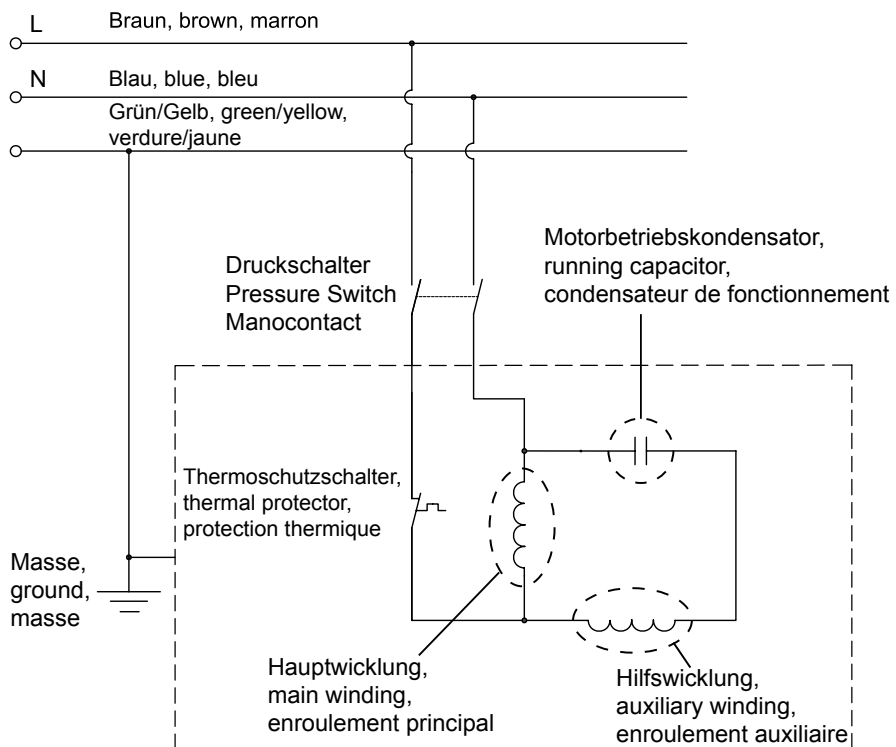 L
Braun, brown, marron
N
Blau, blue, bleu
Grün/Gelb, green/yellow,
verdure/jaune
Motorbetriebskondensator,
running capacitor,
condensateur de fonctionnement
Druckschalter
Pressure Switch
Manocontact
Thermoschutzschalter,
thermal protector,
protection thermique
Masse,
ground,
masse
Hauptwicklung,
main winding,
enroulement principal
Hilfswicklung,
auxiliary winding,
enroulement auxiliaire